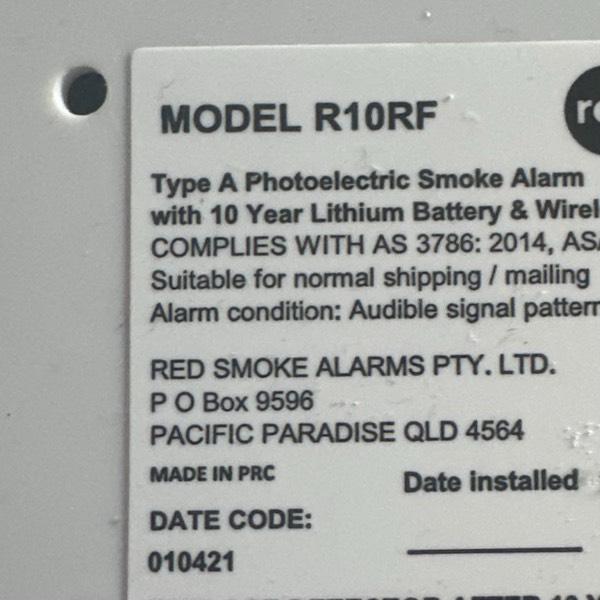 MODEL R10RF
Type A Photoelectric Smoke Alarm
with 10 Year Lithium Battery &
COMPLIES WITH AS 3786: 2014,
Suitable for normal shipping / mailing
Alarm condition: Audible signal pattern
RED SMOKE ALARMS PTY. LTD.
P O Box 9596
PACIFIC PARADISE QLD 4564
MADE IN PRC
Date installed
DATE CODE:
010421